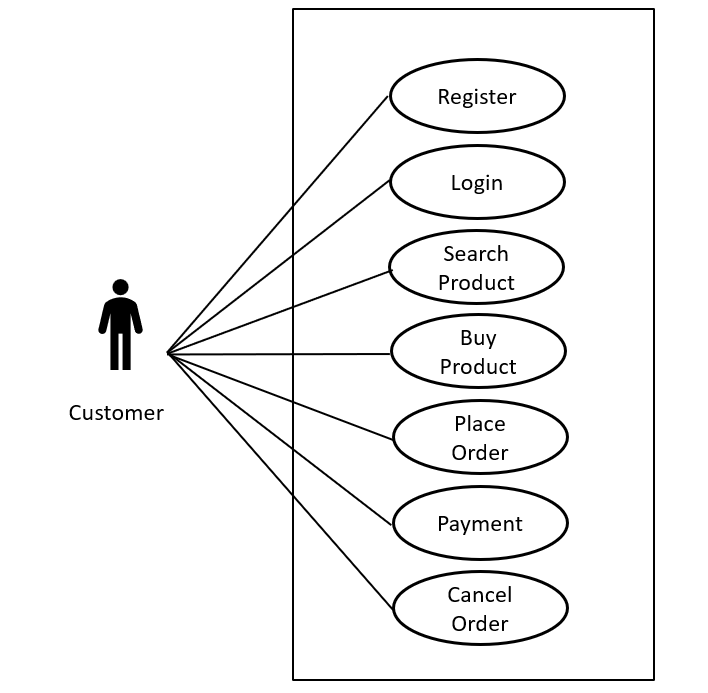 Register
Login
Search
Product
Buy
Product
Customer
Place
Order
Payment
Cancel
Order